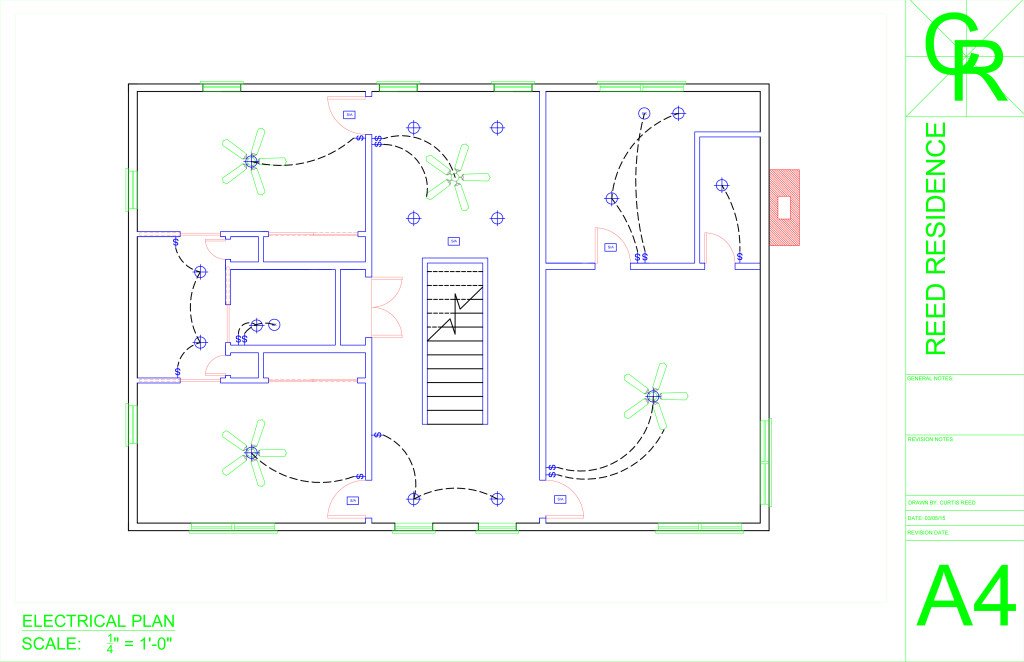 S/A
S
S
S
S
S
S/A
S/A
S
S
S
S
S
S
S
S
S
S
S/A
S/A
ELECTRICAL PLAN
SCALE: 1/4" = 1'-0"
CR
REED RESIDENCE
GENERAL NOTES
REVISION NOTES
DRAWN BY: CURTIS REED
DATE: 03/05/15
REVISION DATE:
A4